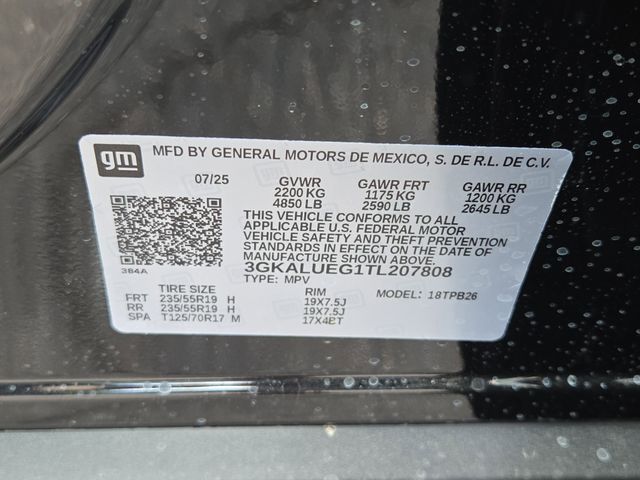 gm
MFD BY GENERAL MOTORS DE MEXICO, S. DE R.L. DE C.V.
07/25 GVWR GAWR FRT GAWR RR
2200 KG 1175 KG 1200 KG
4850 LB 2590 LB 2645 LB
THIS VEHICLE CONFORMS TO ALL
APPLICABLE U.S. FEDERAL MOTOR
VEHICLE SAFETY AND THEFT PREVENTION
STANDARDS IN EFFECT ON THE DATE OF
MANUFACTURE SHOWN ABOVE.
3GKALUEG1TL207808
384A
TYPE: MPV MODEL: 18TPB26
TIRE SIZE RIM
FRT 235/55R19 H 19X7.5J
RR 235/55R19 H 19X7.5J
SPA T125/70R17 M 17X4BT